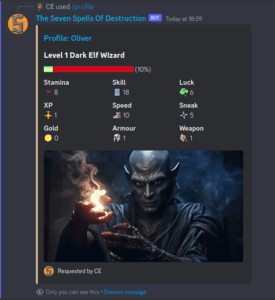 CE used /profile
The Seven Spells Of Destruction BOT Today at 18:59
Profile: Oliver
Level 1 Dark Elf Wizard
(10%)
Stamina Skill Luck
8 18 6
XP Speed Sneak
1 10 5
Gold Armour Weapon
0 1 1
Requested by CE
Only you can see this • Dismiss message